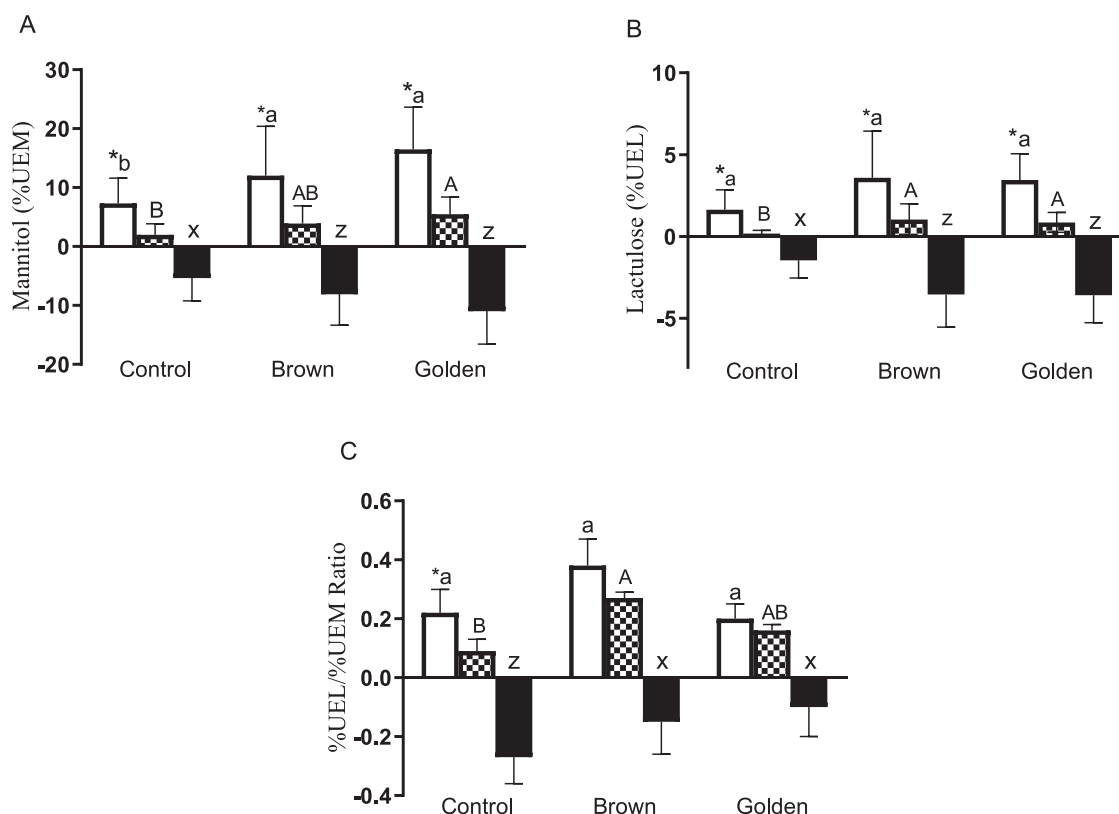 A
Mannitol (%UEM)
30
20
10
0
-10
-20
*b
B
x
*a
AB
z
*a
A
z
Control
Brown
Golden
B
Lactulose (%UEL)
10
5
0
-5
*a
B
x
*a
A
z
*a
A
z
Control
Brown
Golden
C
%UEL/%UEM Ratio
0.6
0.4
0.2
0.0
-0.2
-0.4
*a
B
z
a
A
x
a
AB
x
Control
Brown
Golden